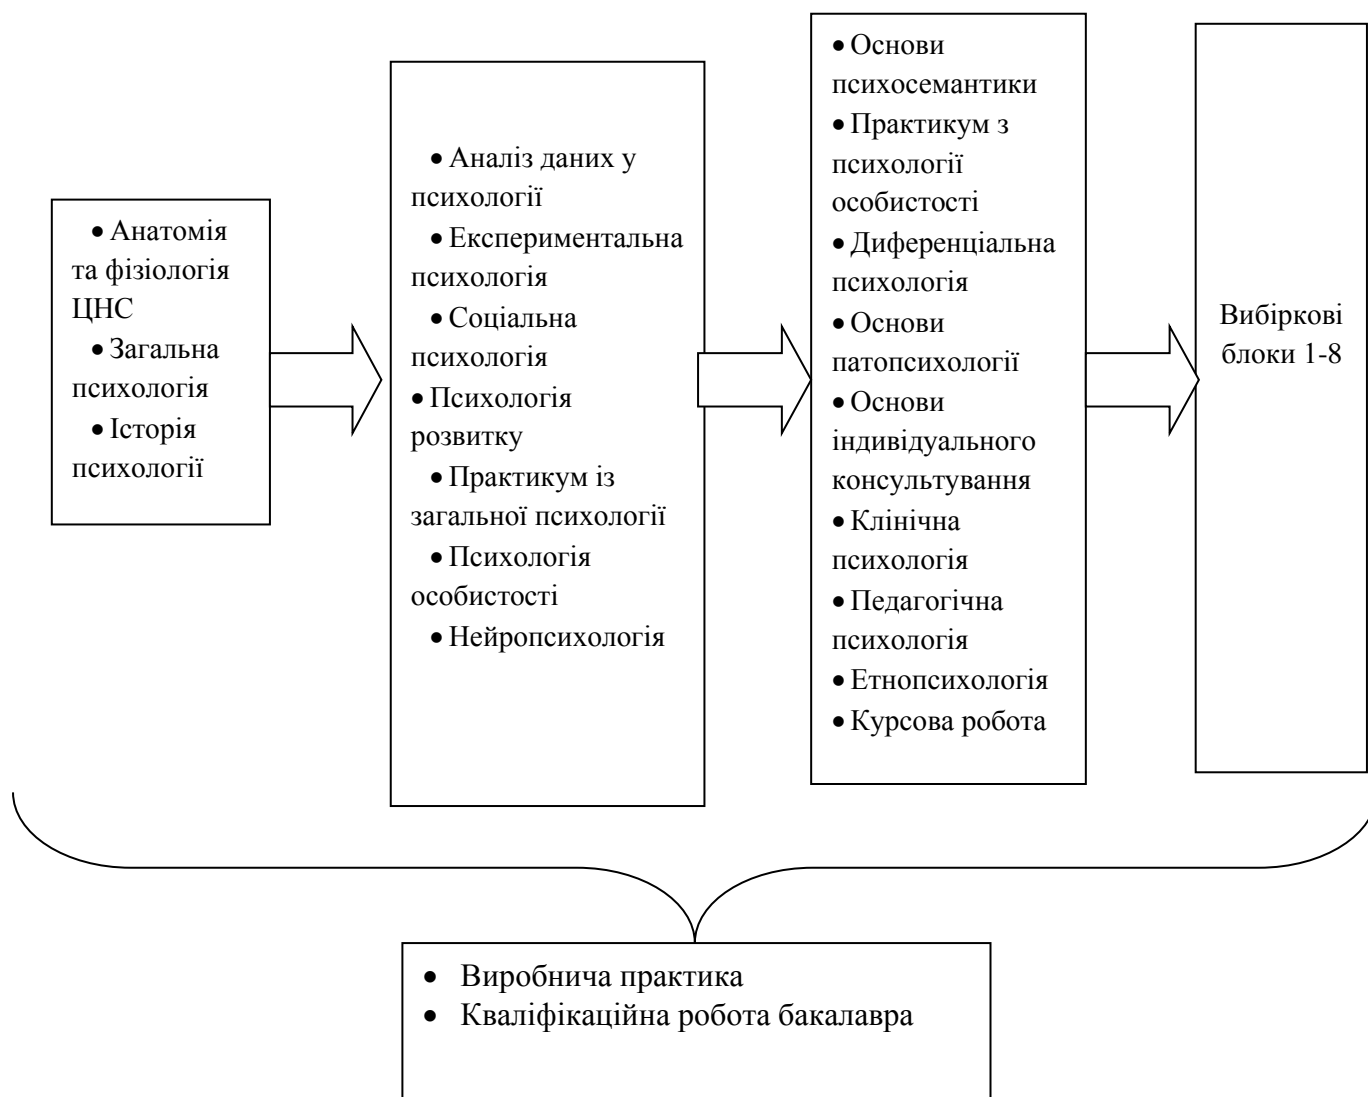 • Анатомія
та фізіологія
ЦНС
• Загальна
психологія
• Історія
психології
• Аналіз даних у
психології
• Експериментальна
психологія
• Соціальна
психологія
• Психологія
розвитку
• Практикум із
загальної психології
• Психологія
особистості
• Нейропсихологія
• Основи
психосемантики
• Практикум з
психології
особистості
• Диференціальна
психологія
• Основи
патопсихології
• Основи
індивідуального
консультування
• Клінічна
психологія
• Педагогічна
психологія
• Етнопсихологія
• Курсова робота
Вибіркові
блоки 1-8
• Виробнича практика
• Кваліфікаційна робота бакалавра